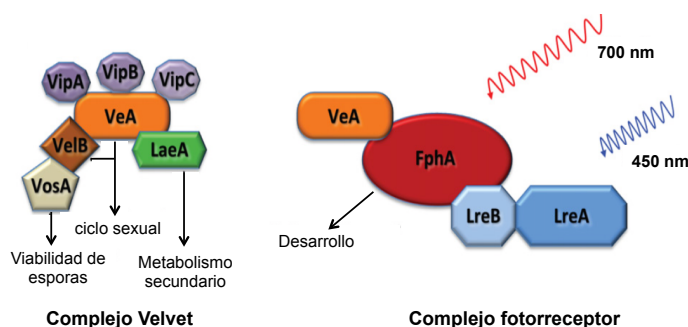 VipA
VipB
VipC
VeA
VelB
LaeA
VosA
ciclo sexual
Viabilidad de
esporas
Metabolismo
secundario
Complejo Velvet
700 nm
VeA
FphA
450 nm
LreB
LreA
Desarrollo
Complejo fotorreceptor